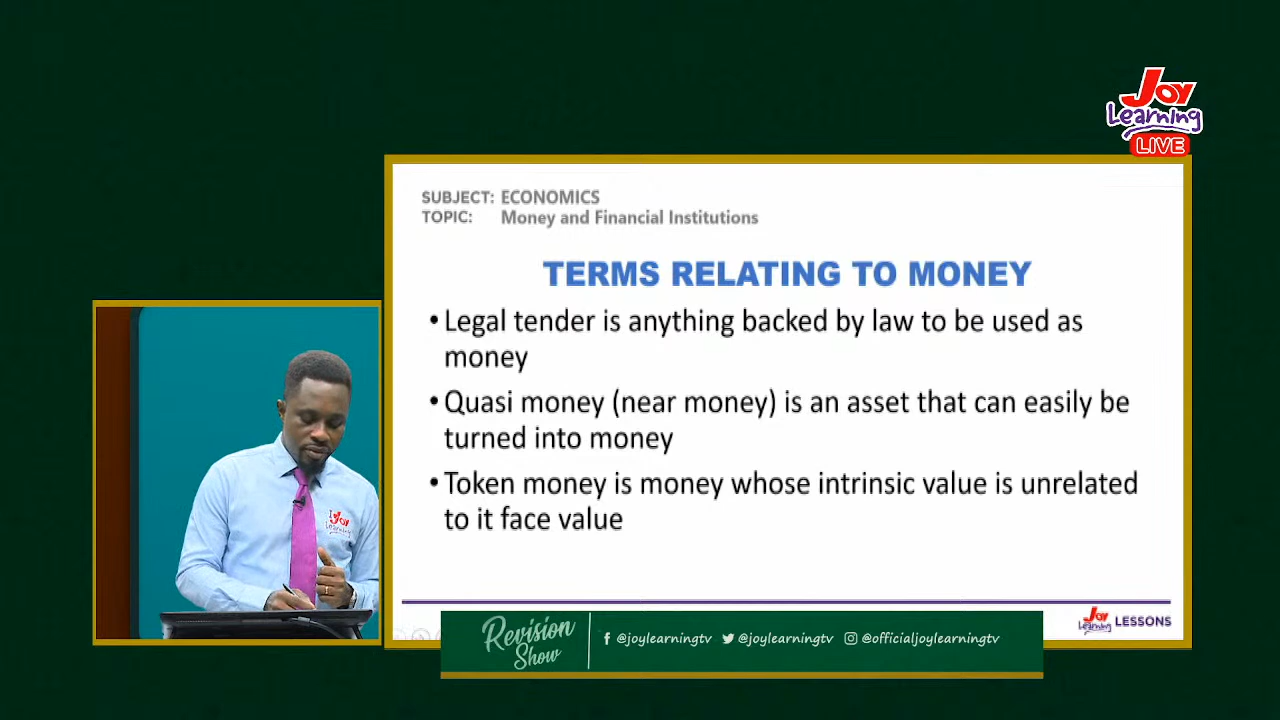 Joy
Learning
LIVE
SUBJECT: ECONOMICS
TOPIC: Money and Financial Institutions
TERMS RELATING TO MONEY
• Legal tender is anything backed by law to be used as
money
• Quasi money (near money) is an asset that can easily be
turned into money
• Token money is money whose intrinsic value is unrelated
to it face value
Joy
Learning
Joy
Learning LESSONS
Revision
Show
@joylearningtv @joylearningtv @officialjoylearningtv